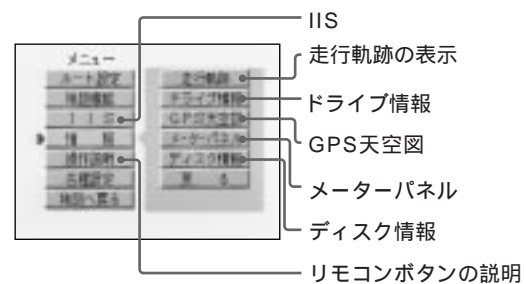 メニュー
ルート設定
地図機能
IIS
情 報
操作説明
各種設定
地図へ戻る
走行軌跡
ドライブ情報
GPS天空図
メーターパネル
ディスク情報
戻 る
IIS
走行軌跡の表示
ドライブ情報
GPS天空図
メーターパネル
ディスク情報
リモコンボタンの説明